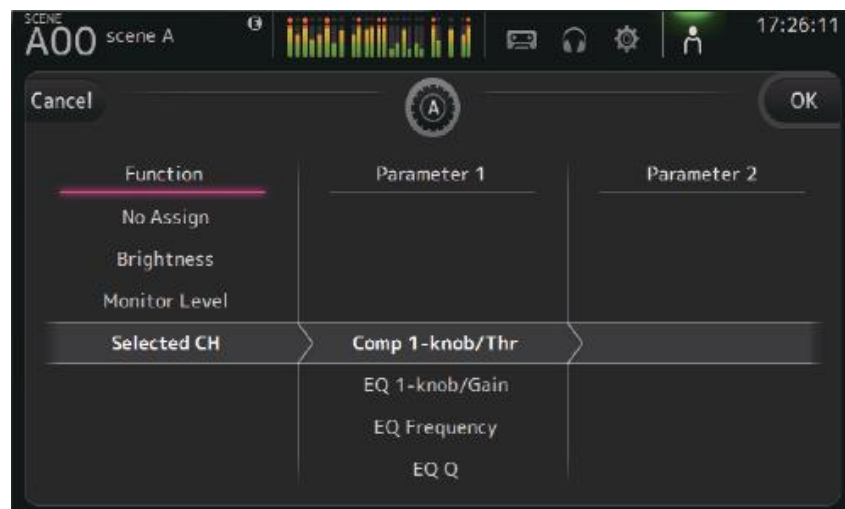 SCENE
A00 scene A
E
17:26:11
Cancel
A
OK
Function Parameter 1 Parameter 2
No Assign
Brightness
Monitor Level
Selected CH Comp 1-knob/Thr
EQ 1-knob/Gain
EQ Frequency
EQ Q